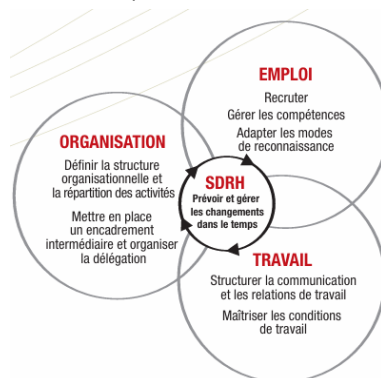 EMPLOI
Recruter
Gérer les compétences
Adapter les modes
de reconnaissance
ORGANISATION
Définir la structure
organisationnelle et
la répartition des activités
Mettre en place
un encadrement
intermédiaire et organiser
la délégation
SDRH
Prévoir et gérer
les changements
dans le temps
TRAVAIL
Structurer la communication
et les relations de travail
Maîtriser les conditions
de travail